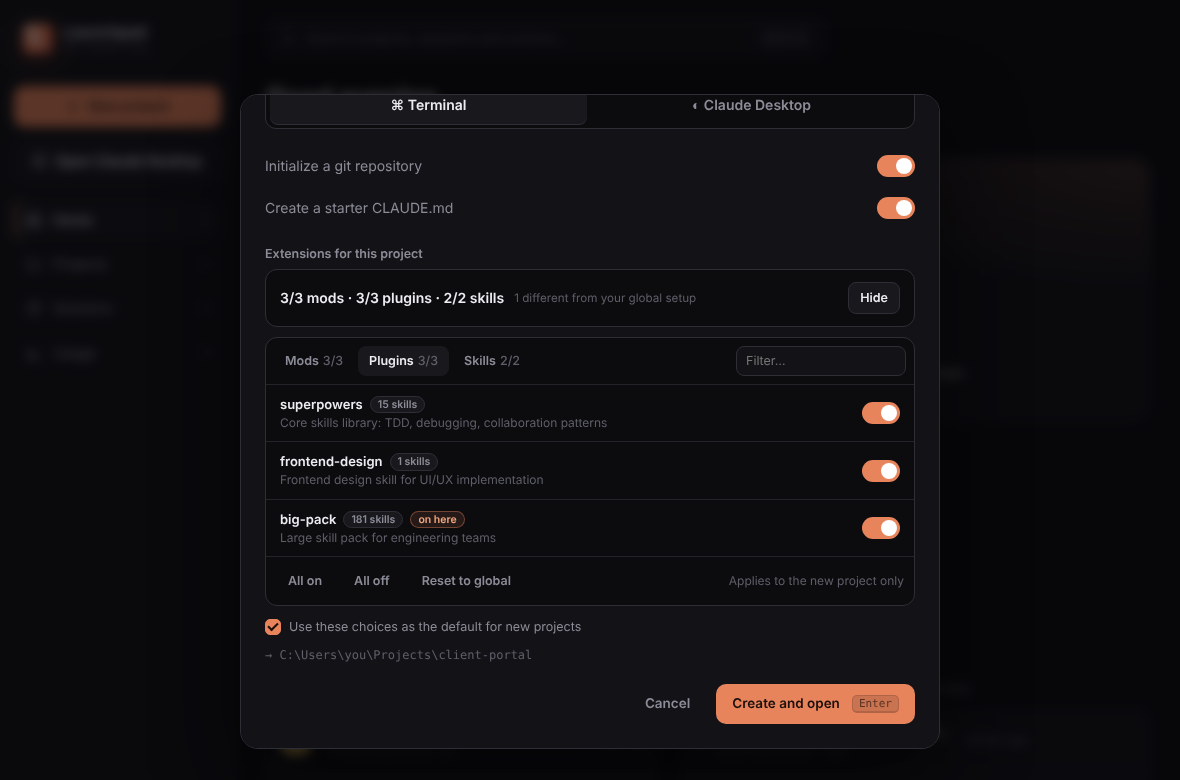 ⌘ Terminal
Claude Desktop
Initialize a git repository
Create a starter CLAUDE.md
Extensions for this project
3/3 mods · 3/3 plugins · 2/2 skills 1 different from your global setup Hide
Mods 3/3 Plugins 3/3 Skills 2/2 Filter...
superpowers 15 skills
Core skills library: TDD, debugging, collaboration patterns
frontend-design 1 skills
Frontend design skill for UI/UX implementation
big-pack 181 skills on here
Large skill pack for engineering teams
All on All off Reset to global Applies to the new project only
Use these choices as the default for new projects
→ C:\Users\you\Projects\client-portal
Cancel Create and open Enter